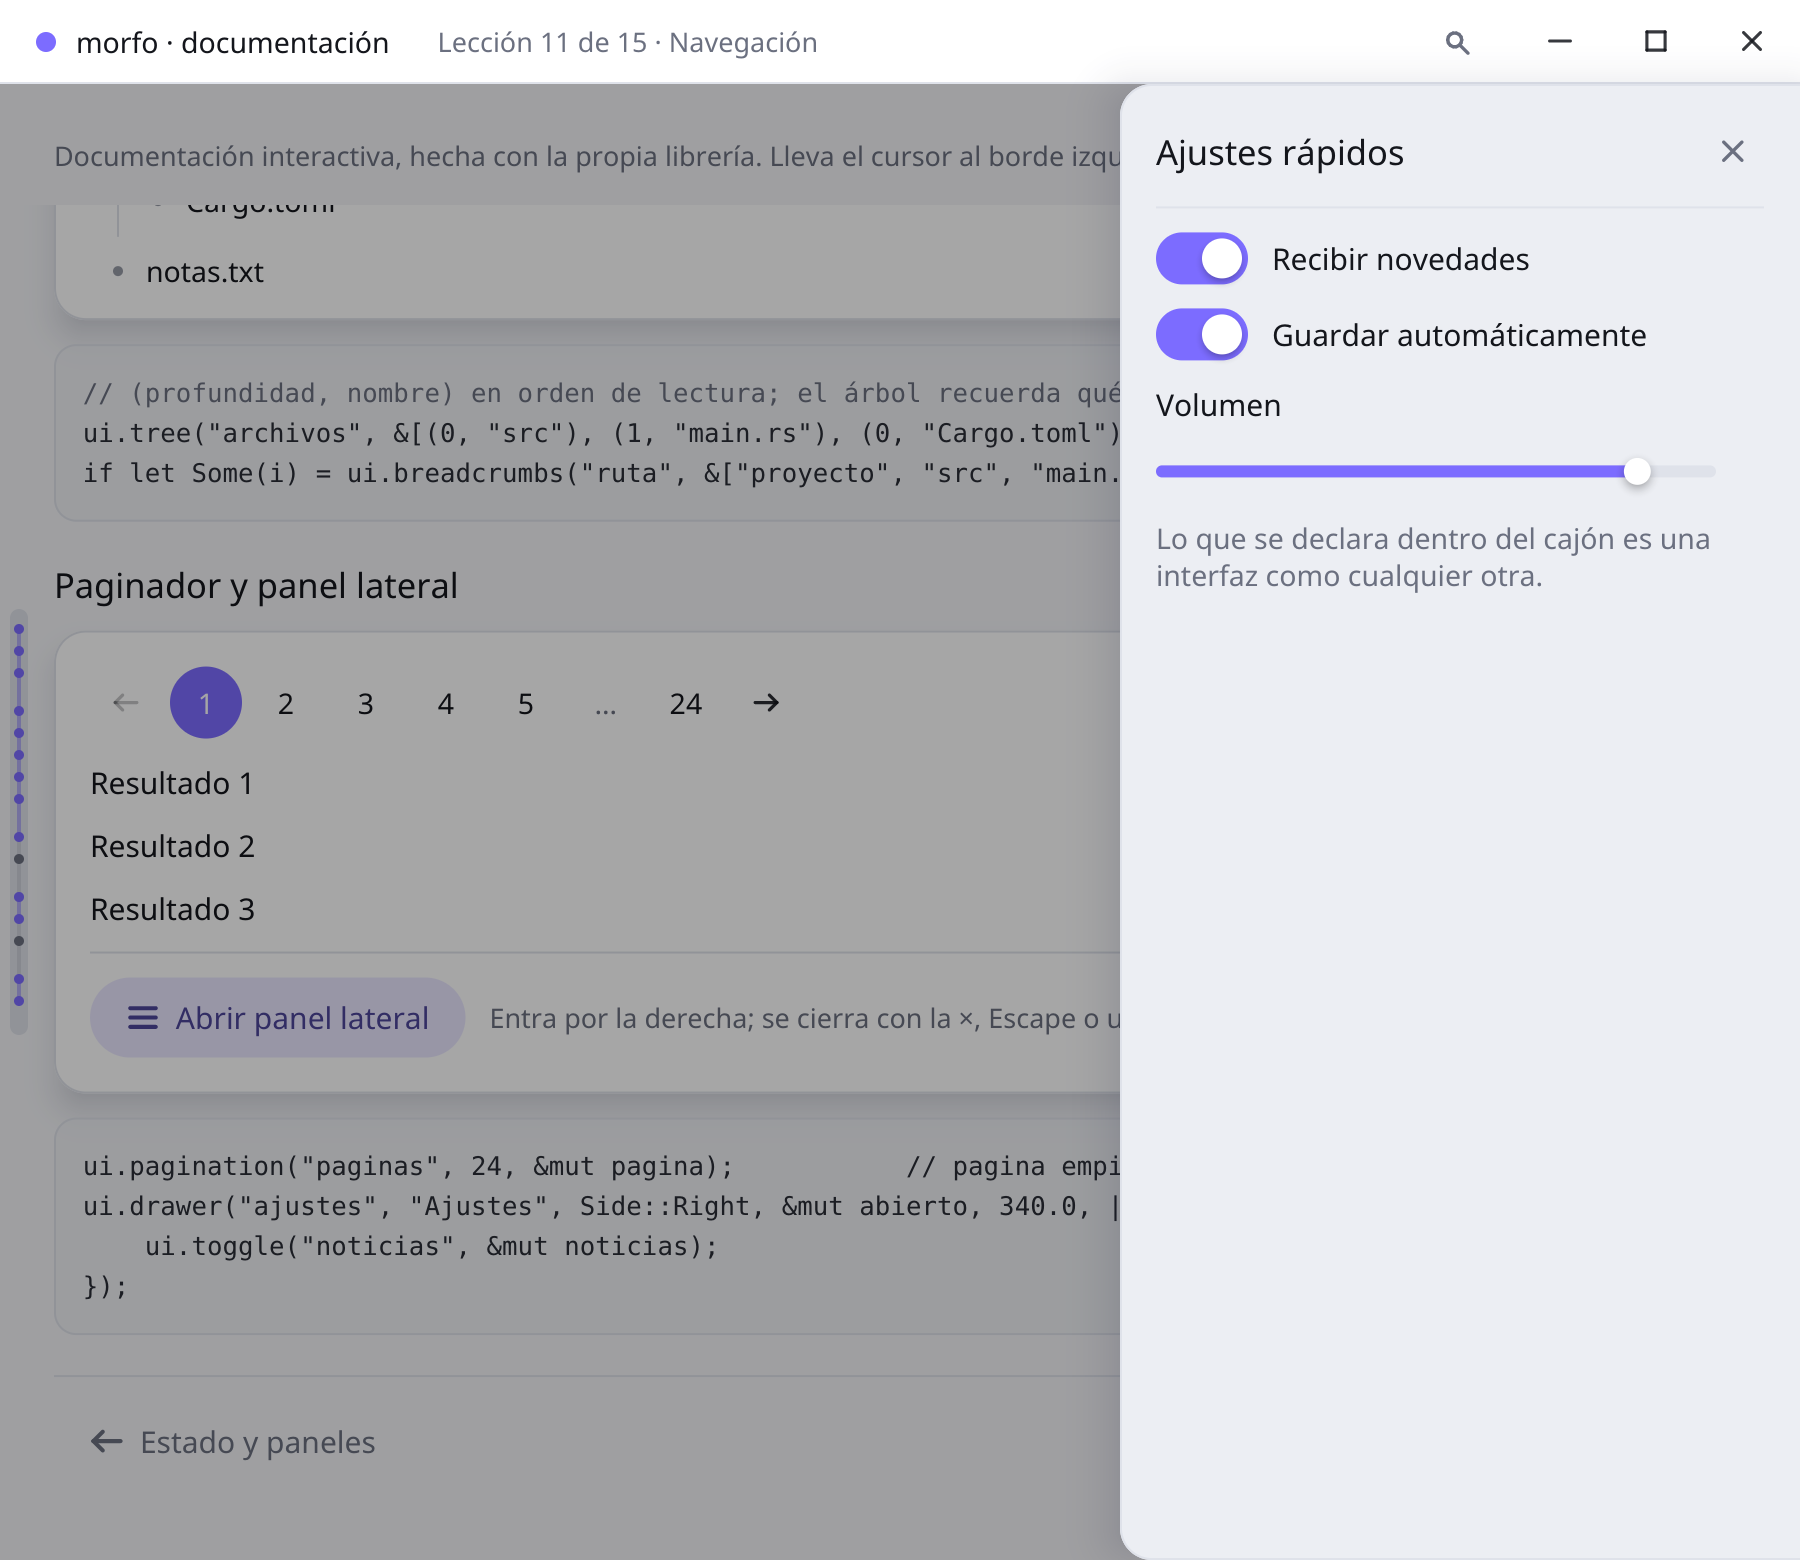 morfo · documentación
Lección 11 de 15 · Navegación
Documentación interactiva, hecha con la propia librería. Lleva el cursor al borde izqu
Cargo.toml
notas.txt
// (profundidad, nombre) en orden de lectura; el árbol recuerda qué
ui.tree("archivos", &[(0, "src"), (1, "main.rs"), (0, "Cargo.toml")
if let Some(i) = ui.breadcrumbs("ruta", &["proyecto", "src", "main.
Paginador y panel lateral
1 2 3 4 5 ... 24
Resultado 1
Resultado 2
Resultado 3
Abrir panel lateral
Entra por la derecha; se cierra con la ×, Escape o u
ui.pagination("paginas", 24, &mut pagina); // pagina empi
ui.drawer("ajustes", "Ajustes", Side::Right, &mut abierto, 340.0, |
ui.toggle("noticias", &mut noticias);
});
Estado y paneles
Ajustes rápidos
Recibir novedades
Guardar automáticamente
Volumen
Lo que se declara dentro del cajón es una
interfaz como cualquier otra.